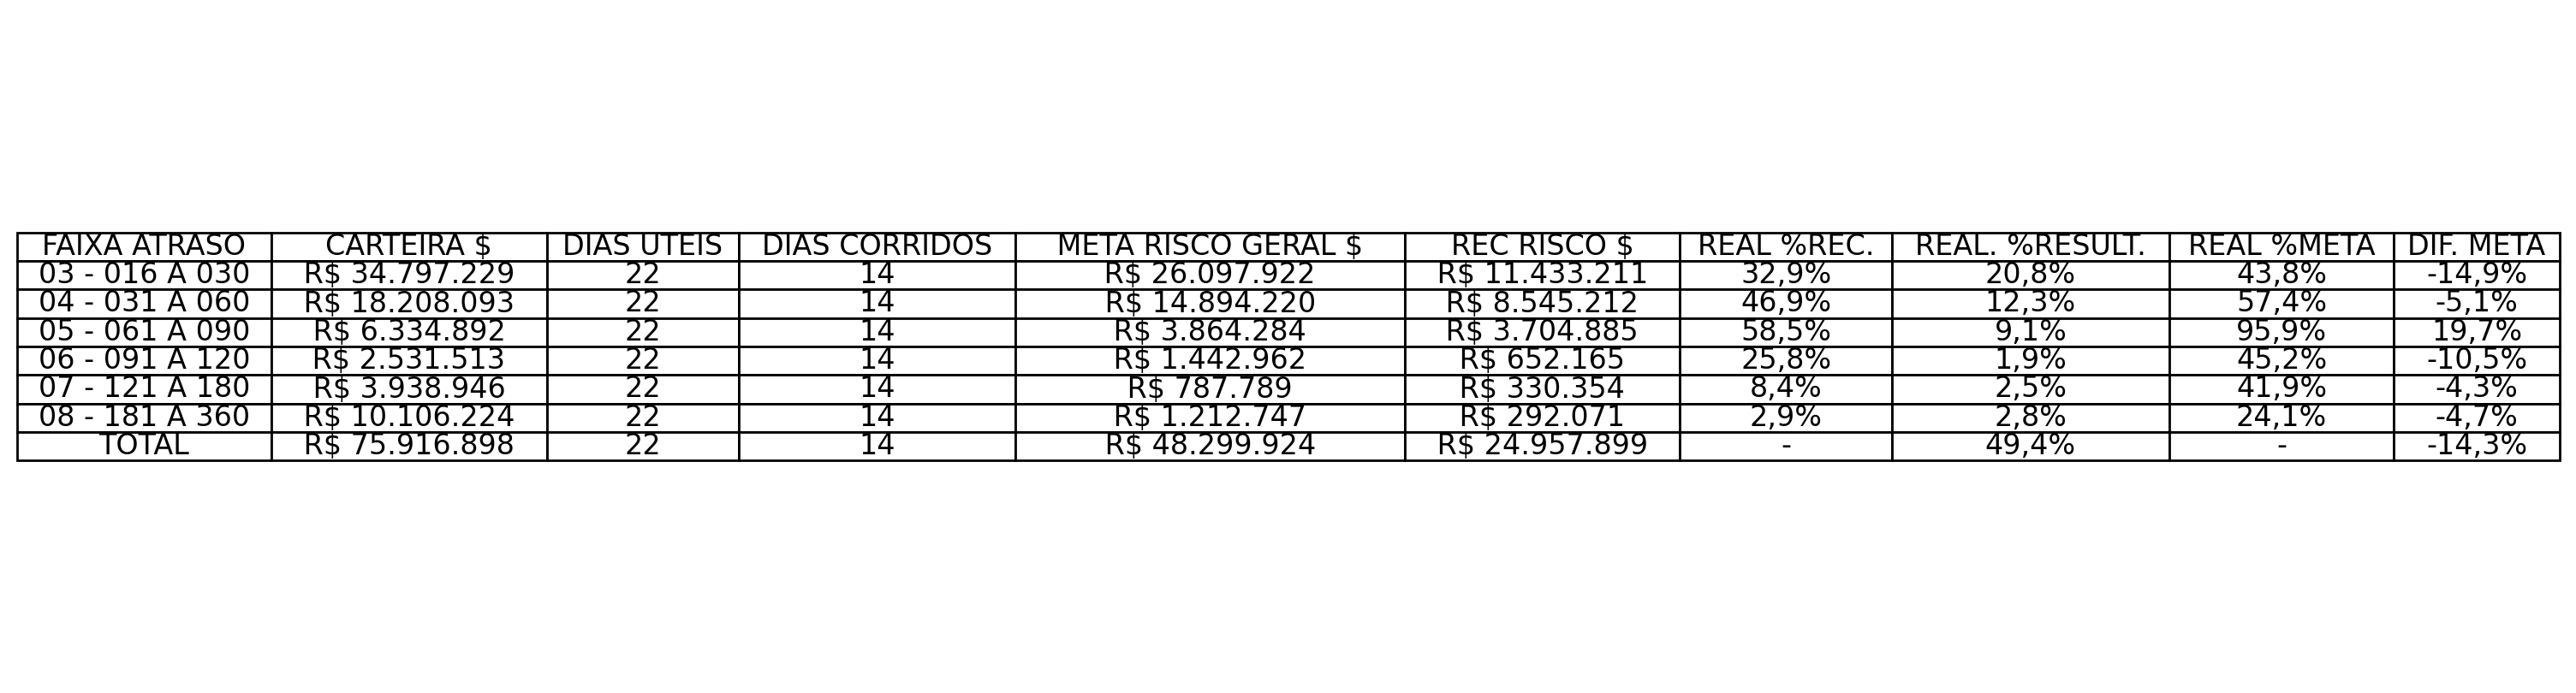 FAIXA ATRASO CARTEIRA $ DIAS UTEIS DIAS CORRIDOS META RISCO GERAL $ REC RISCO $ REAL %REC. REAL. %RESULT. REAL %META DIF. META
03 - 016 A 030 R$ 34.797.229 22 14 R$ 26.097.922 R$ 11.433.211 32,9% 20,8% 43,8% -14,9%
04 - 031 A 060 R$ 18.208.093 22 14 R$ 14.894.220 R$ 8.545.212 46,9% 12,3% 57,4% -5,1%
05 - 061 A 090 R$ 6.334.892 22 14 R$ 3.864.284 R$ 3.704.885 58,5% 9,1% 95,9% 19,7%
06 - 091 A 120 R$ 2.531.513 22 14 R$ 1.442.962 R$ 652.165 25,8% 1,9% 45,2% -10,5%
07 - 121 A 180 R$ 3.938.946 22 14 R$ 787.789 R$ 330.354 8,4% 2,5% 41,9% -4,3%
08 - 181 A 360 R$ 10.106.224 22 14 R$ 1.212.747 R$ 292.071 2,9% 2,8% 24,1% -4,7%
TOTAL R$ 75.916.898 22 14 R$ 48.299.924 R$ 24.957.899 - 49,4% - -14,3%